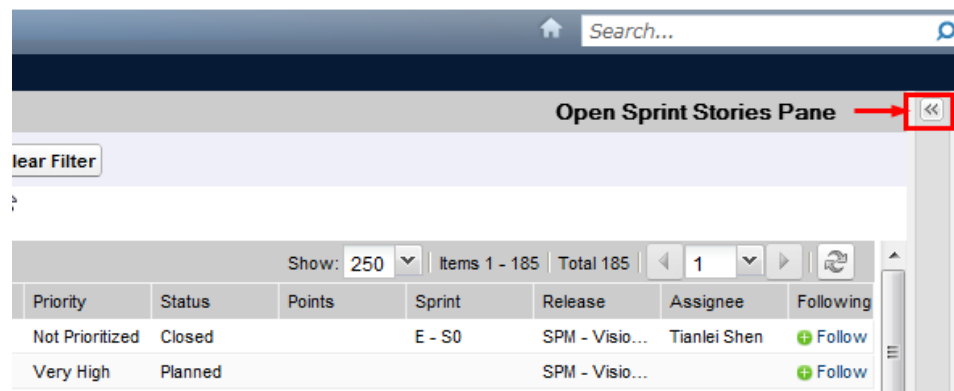 Search...
Open Sprint Stories Pane
lear Filter
Show: 250 Items 1 - 185 Total 185 1
Priority Status Points Sprint Release Assignee Following
Not Prioritized Closed E - S0 SPM - Visio... Tianlei Shen Follow
Very High Planned SPM - Visio... Follow